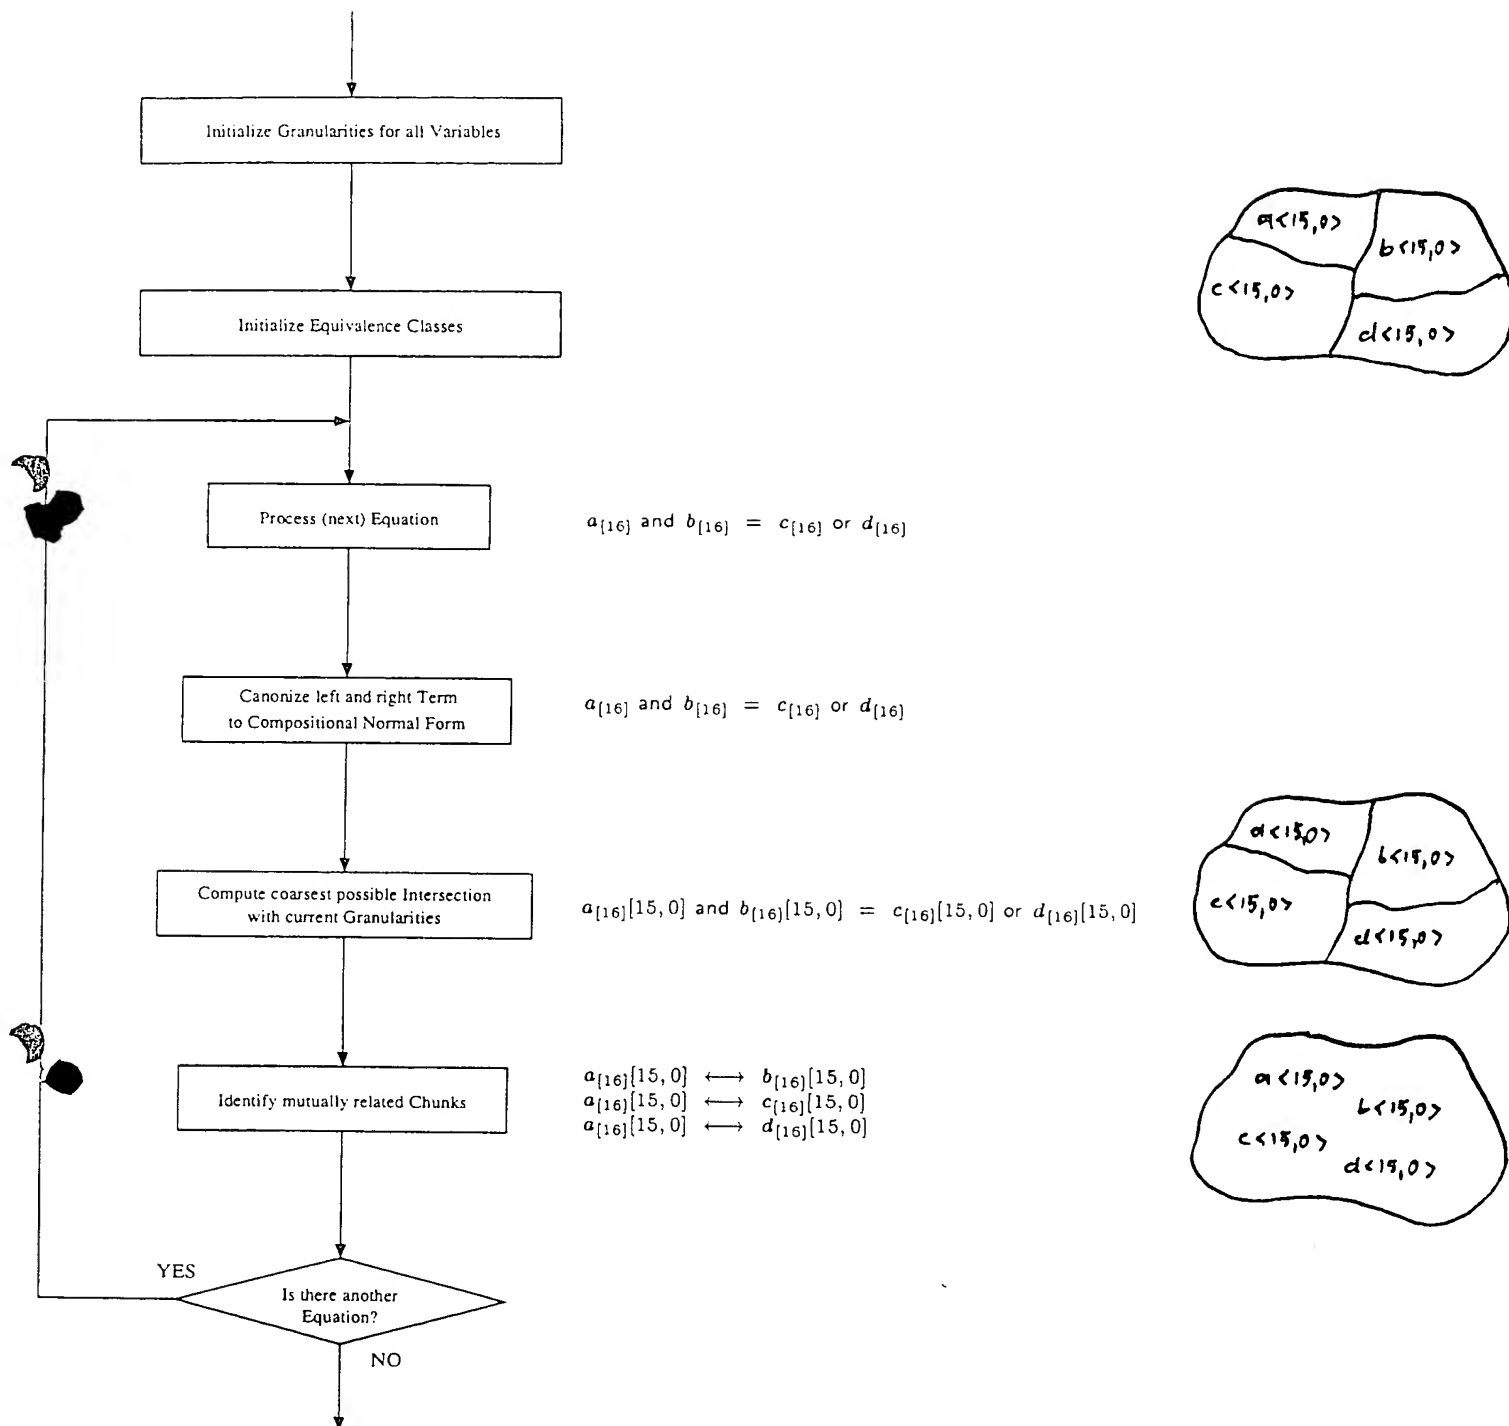 Initialize Granularities for all Variables
a<15,0>
b<15,0>
c<15,0>
d<15,0>
Initialize Equivalence Classes
Process (next) Equation
a[16] and b[16] = c[16] or d[16]
Canonize left and right Term
to Compositional Normal Form
a[16] and b[16] = c[16] or d[16]
a<15,0>
b<15,0>
c<15,0>
d<15,0>
Compute coarsest possible Intersection
with current Granularities
a[16][15, 0] and b[16][15, 0] = c[16][15, 0] or d[16][15, 0]
Identify mutually related Chunks
a[16][15, 0] ⟷ b[16][15, 0]
a[16][15, 0] ⟷ c[16][15, 0]
a[16][15, 0] ⟷ d[16][15, 0]
a<15,0>
b<15,0>
c<15,0>
d<15,0>
YES
Is there another
Equation?
NO